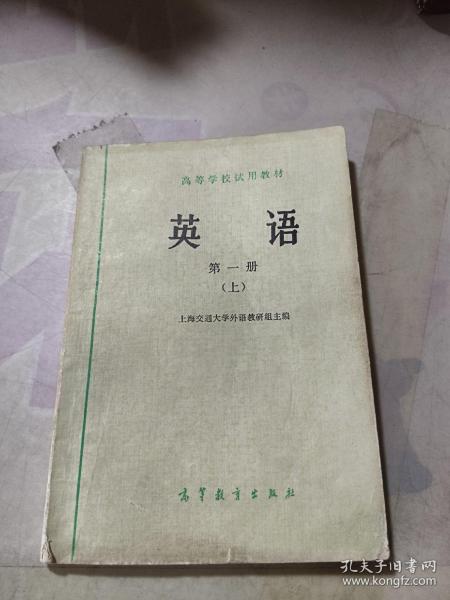 高等学校试用教材
英 语
第一册
（上）
上海交通大学外语教研组主编
高等教育出版社
孔夫子旧书网
www.kongfz.com